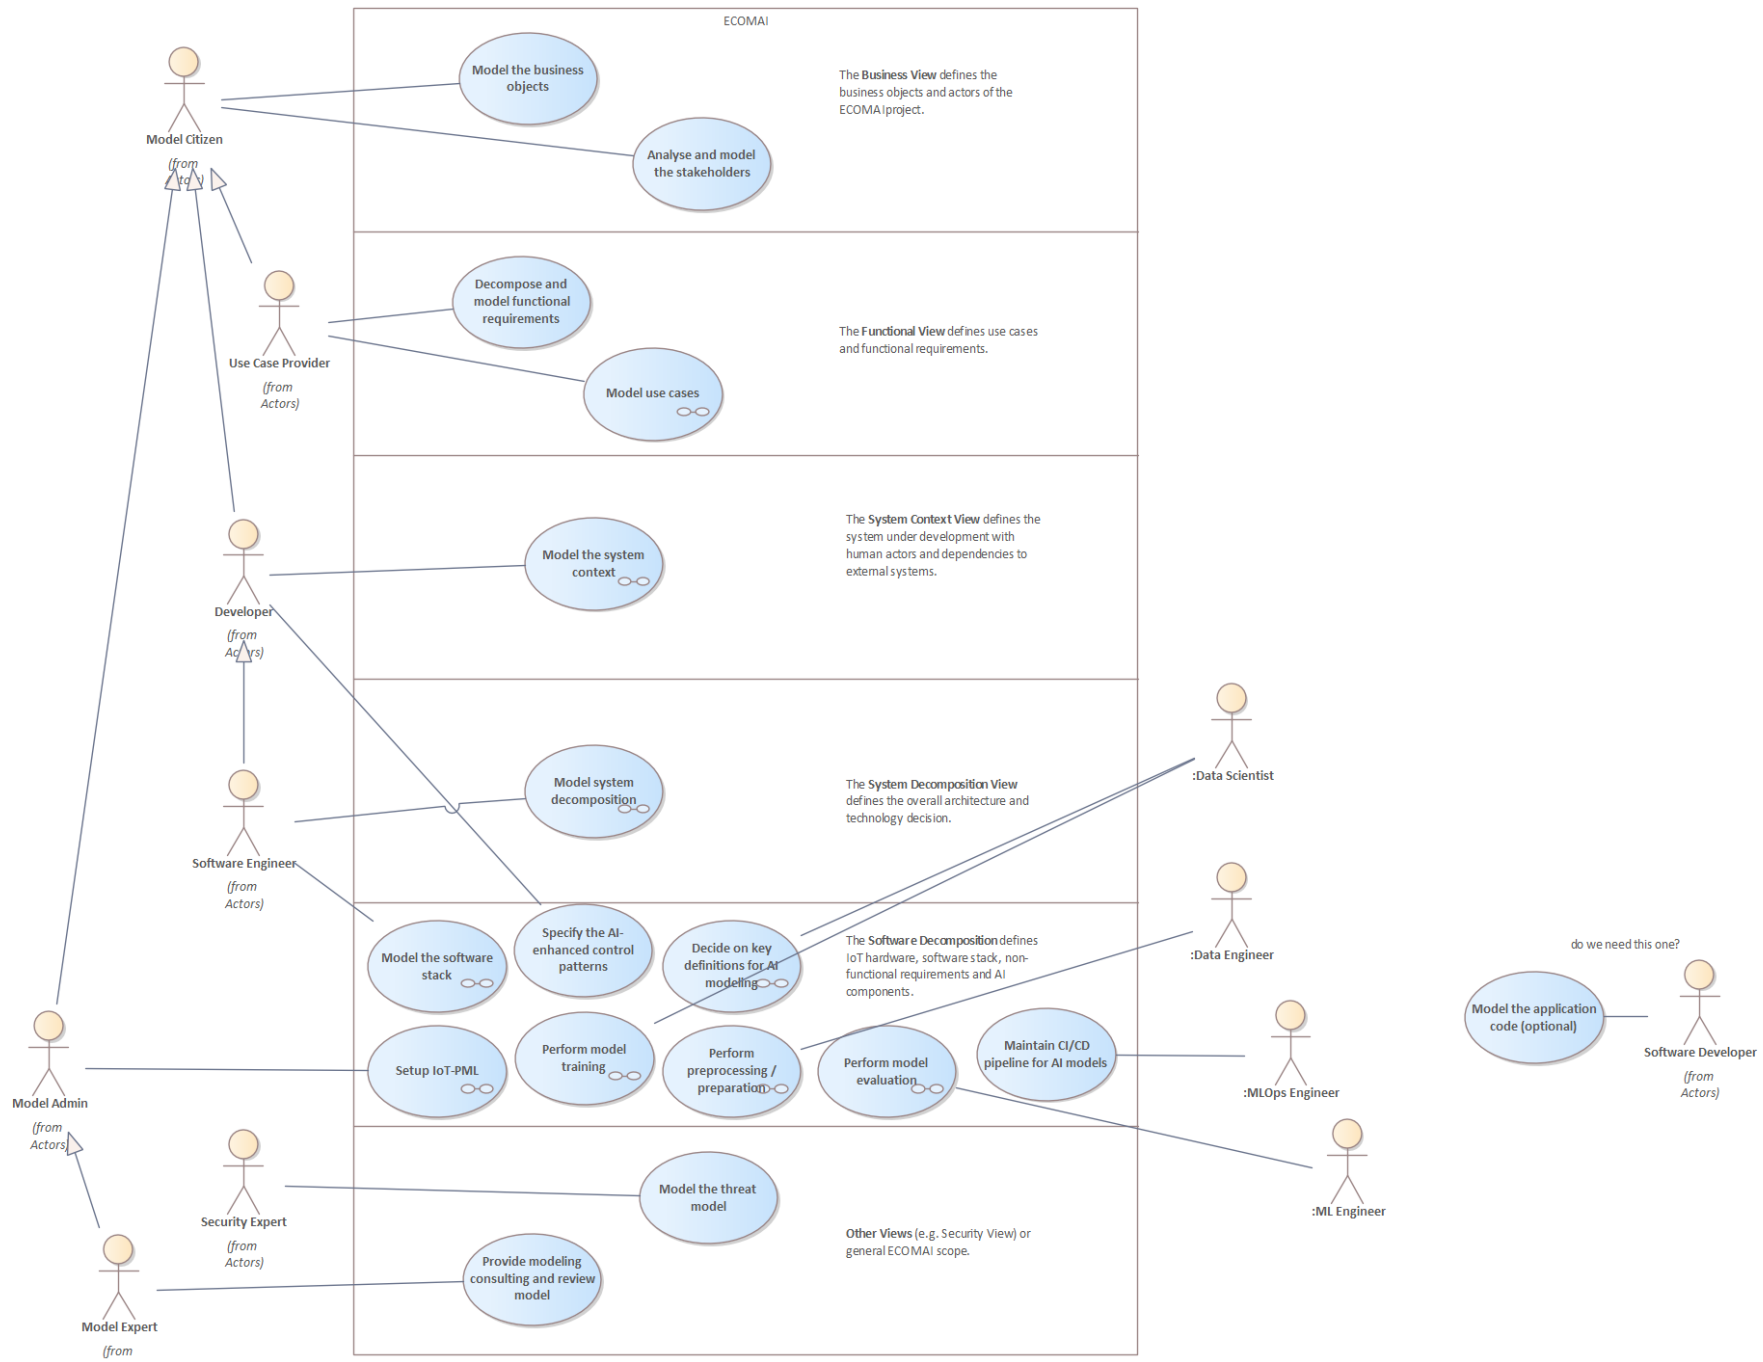 ECOMAI
Model Citizen
(from
Actors)
Model the business
objects
Analyse and model
the stakeholders
The Business View defines the
business objects and actors of the
ECOMAI project.
Use Case Provider
(from
Actors)
Decompose and
model functional
requirements
Model use cases
The Functional View defines use cases
and functional requirements.
Developer
(from
Actors)
Model the system
context
The System Context View defines the
system under development with
human actors and dependencies to
external systems.
Software Engineer
(from
Actors)
Model system
decomposition
The System Decomposition View
defines the overall architecture and
technology decision.
:Data Scientist
:Data Engineer
Model the software
stack
Specify the AI-
enhanced control
patterns
Decide on key
definitions for AI
modeling
The Software Decomposition defines
IoT hardware, software stack, non-
functional requirements and AI
components.
do we need this one?
Model the application
code (optional)
Software Developer
(from
Actors)
Model Admin
(from
Actors)
Setup IoT-PML
Perform model
training
Perform
preprocessing /
preparation
Perform model
evaluation
Maintain CI/CD
pipeline for AI models
:MLOps Engineer
:ML Engineer
Security Expert
(from
Actors)
Model the threat
model
Other Views (e.g. Security View) or
general ECOMAI scope.
Model Expert
(from
Provide modeling
consulting and review
model